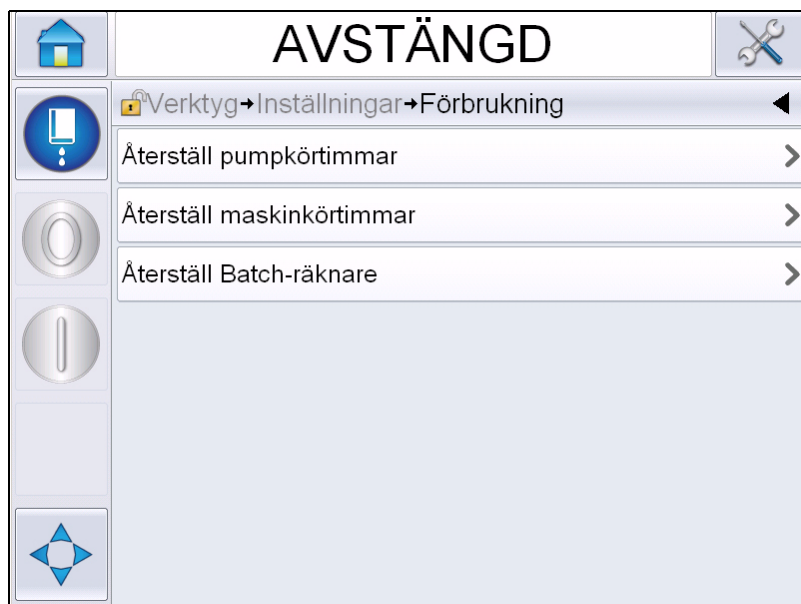 AVSTÄNGD
Verktyg→Inställningar→Förbrukning
Återställ pumpkörtimmar
Återställ maskinkörtimmar
Återställ Batch-räknare